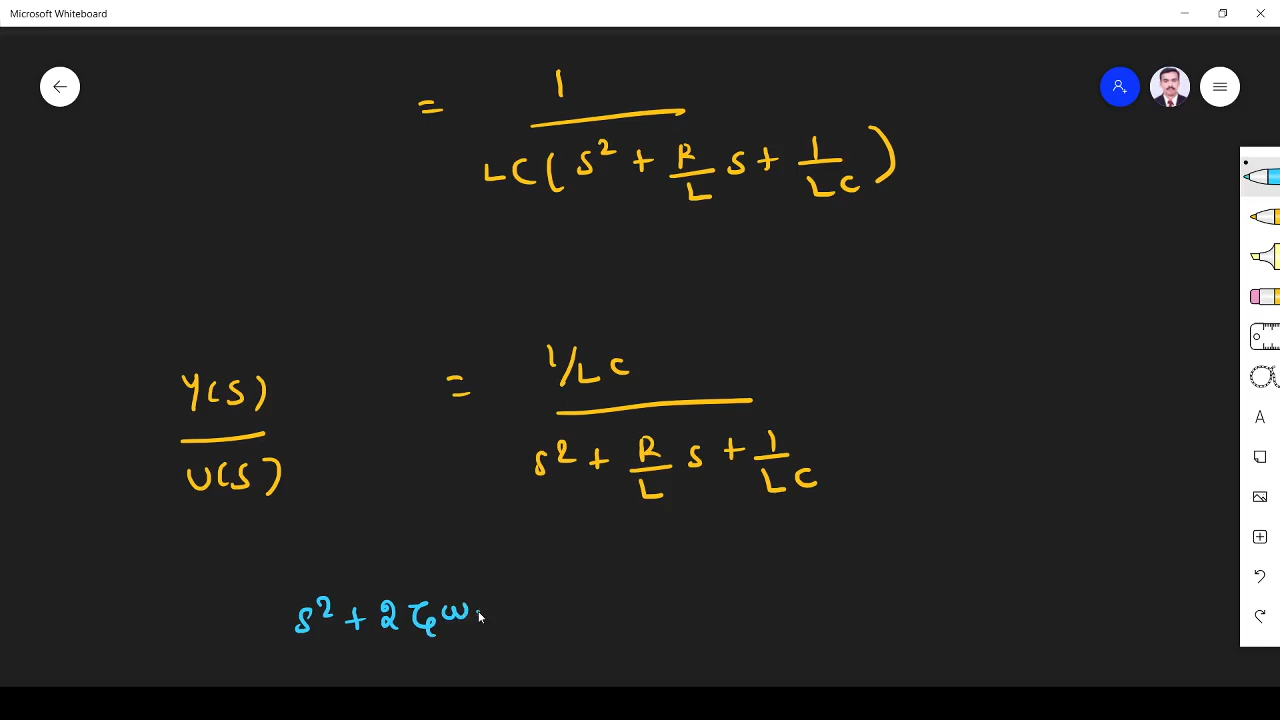 Microsoft Whiteboard
= 1 / LC(s² + R/L s + 1/LC)
Y(S) / U(S) = 1/LC / s² + R/L s + 1/LC
s² + 2ζω
A